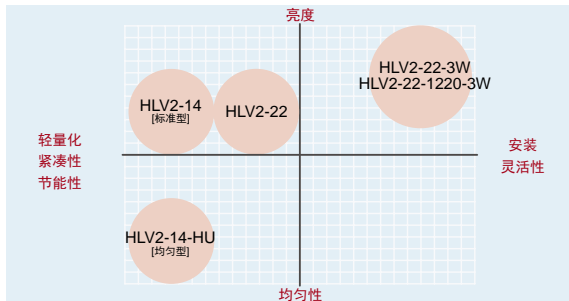 亮度
HLV2-22-3W
HLV2-22-1220-3W
HLV2-14
[标准型]
HLV2-22
轻量化
紧凑性
节能性
安装
灵活性
HLV2-14-HU
[均匀型]
均匀性